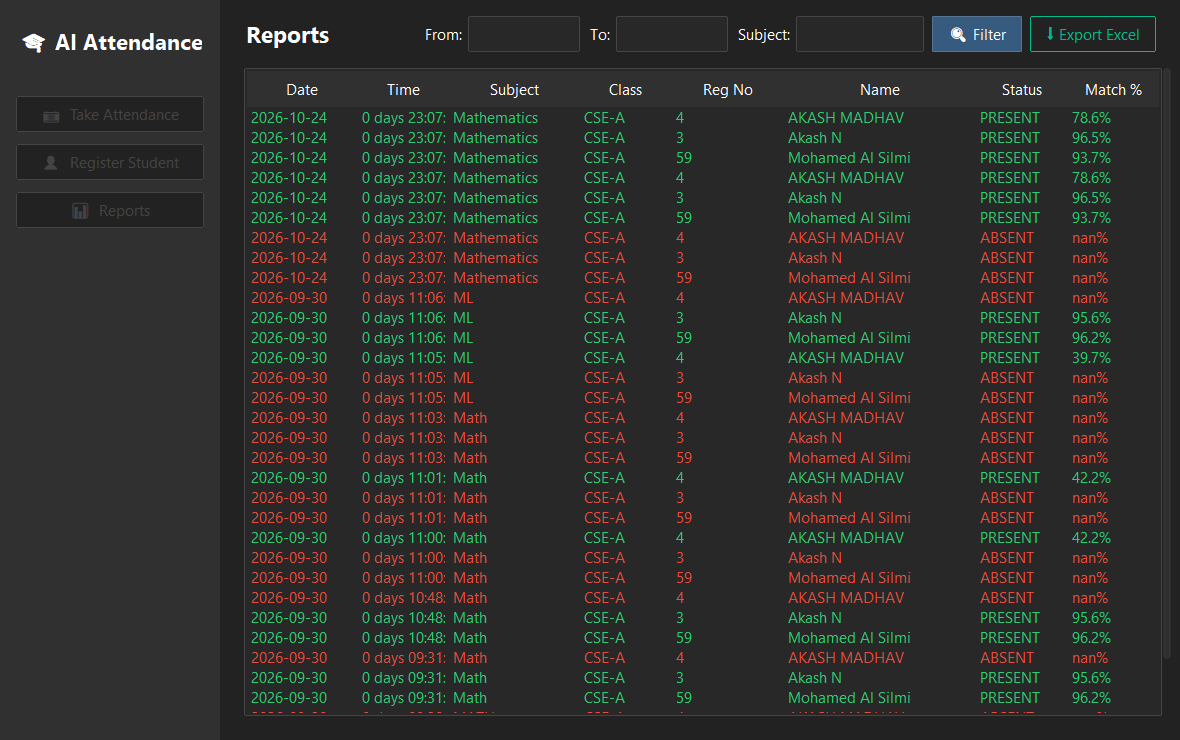 AI Attendance
Take Attendance
Register Student
Reports
Reports From: To: Subject: Filter Export Excel
Date Time Subject Class Reg No Name Status Match %
2026-10-24 0 days 23:07: Mathematics CSE-A 4 AKASH MADHAV PRESENT 78.6%
2026-10-24 0 days 23:07: Mathematics CSE-A 3 Akash N PRESENT 96.5%
2026-10-24 0 days 23:07: Mathematics CSE-A 59 Mohamed Al Silmi PRESENT 93.7%
2026-10-24 0 days 23:07: Mathematics CSE-A 4 AKASH MADHAV PRESENT 78.6%
2026-10-24 0 days 23:07: Mathematics CSE-A 3 Akash N PRESENT 96.5%
2026-10-24 0 days 23:07: Mathematics CSE-A 59 Mohamed Al Silmi PRESENT 93.7%
2026-10-24 0 days 23:07: Mathematics CSE-A 4 AKASH MADHAV ABSENT nan%
2026-10-24 0 days 23:07: Mathematics CSE-A 3 Akash N ABSENT nan%
2026-10-24 0 days 23:07: Mathematics CSE-A 59 Mohamed Al Silmi ABSENT nan%
2026-09-30 0 days 11:06: ML CSE-A 4 AKASH MADHAV ABSENT nan%
2026-09-30 0 days 11:06: ML CSE-A 3 Akash N PRESENT 95.6%
2026-09-30 0 days 11:06: ML CSE-A 59 Mohamed Al Silmi PRESENT 96.2%
2026-09-30 0 days 11:05: ML CSE-A 4 AKASH MADHAV PRESENT 39.7%
2026-09-30 0 days 11:05: ML CSE-A 3 Akash N ABSENT nan%
2026-09-30 0 days 11:05: ML CSE-A 59 Mohamed Al Silmi ABSENT nan%
2026-09-30 0 days 11:03: Math CSE-A 4 AKASH MADHAV ABSENT nan%
2026-09-30 0 days 11:03: Math CSE-A 3 Akash N ABSENT nan%
2026-09-30 0 days 11:03: Math CSE-A 59 Mohamed Al Silmi ABSENT nan%
2026-09-30 0 days 11:01: Math CSE-A 4 AKASH MADHAV PRESENT 42.2%
2026-09-30 0 days 11:01: Math CSE-A 3 Akash N ABSENT nan%
2026-09-30 0 days 11:01: Math CSE-A 59 Mohamed Al Silmi ABSENT nan%
2026-09-30 0 days 11:00: Math CSE-A 4 AKASH MADHAV PRESENT 42.2%
2026-09-30 0 days 11:00: Math CSE-A 3 Akash N ABSENT nan%
2026-09-30 0 days 11:00: Math CSE-A 59 Mohamed Al Silmi ABSENT nan%
2026-09-30 0 days 10:48: Math CSE-A 4 AKASH MADHAV ABSENT nan%
2026-09-30 0 days 10:48: Math CSE-A 3 Akash N PRESENT 95.6%
2026-09-30 0 days 10:48: Math CSE-A 59 Mohamed Al Silmi PRESENT 96.2%
2026-09-30 0 days 09:31: Math CSE-A 4 AKASH MADHAV ABSENT nan%
2026-09-30 0 days 09:31: Math CSE-A 3 Akash N PRESENT 95.6%
2026-09-30 0 days 09:31: Math CSE-A 59 Mohamed Al Silmi PRESENT 96.2%